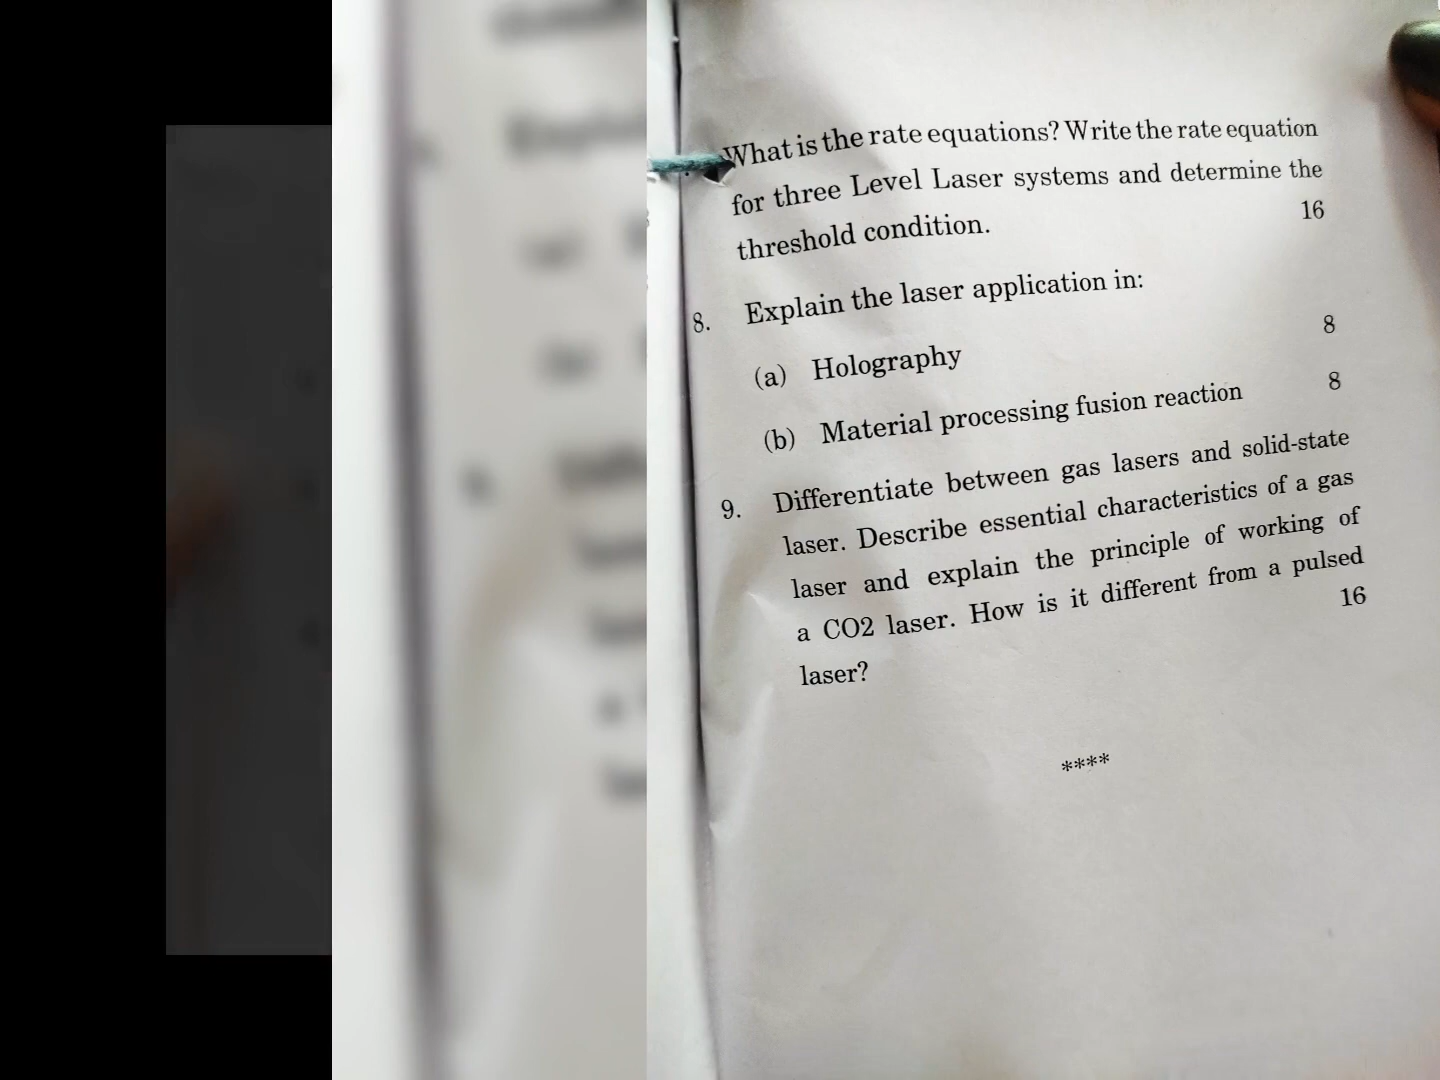 What is the rate equations? Write the rate equation
for three Level Laser systems and determine the
threshold condition. 16
8. Explain the laser application in:
(a) Holography 8
(b) Material processing fusion reaction 8
9. Differentiate between gas lasers and solid-state
laser. Describe essential characteristics of a gas
laser and explain the principle of working of
a CO2 laser. How is it different from a pulsed
laser? 16
****